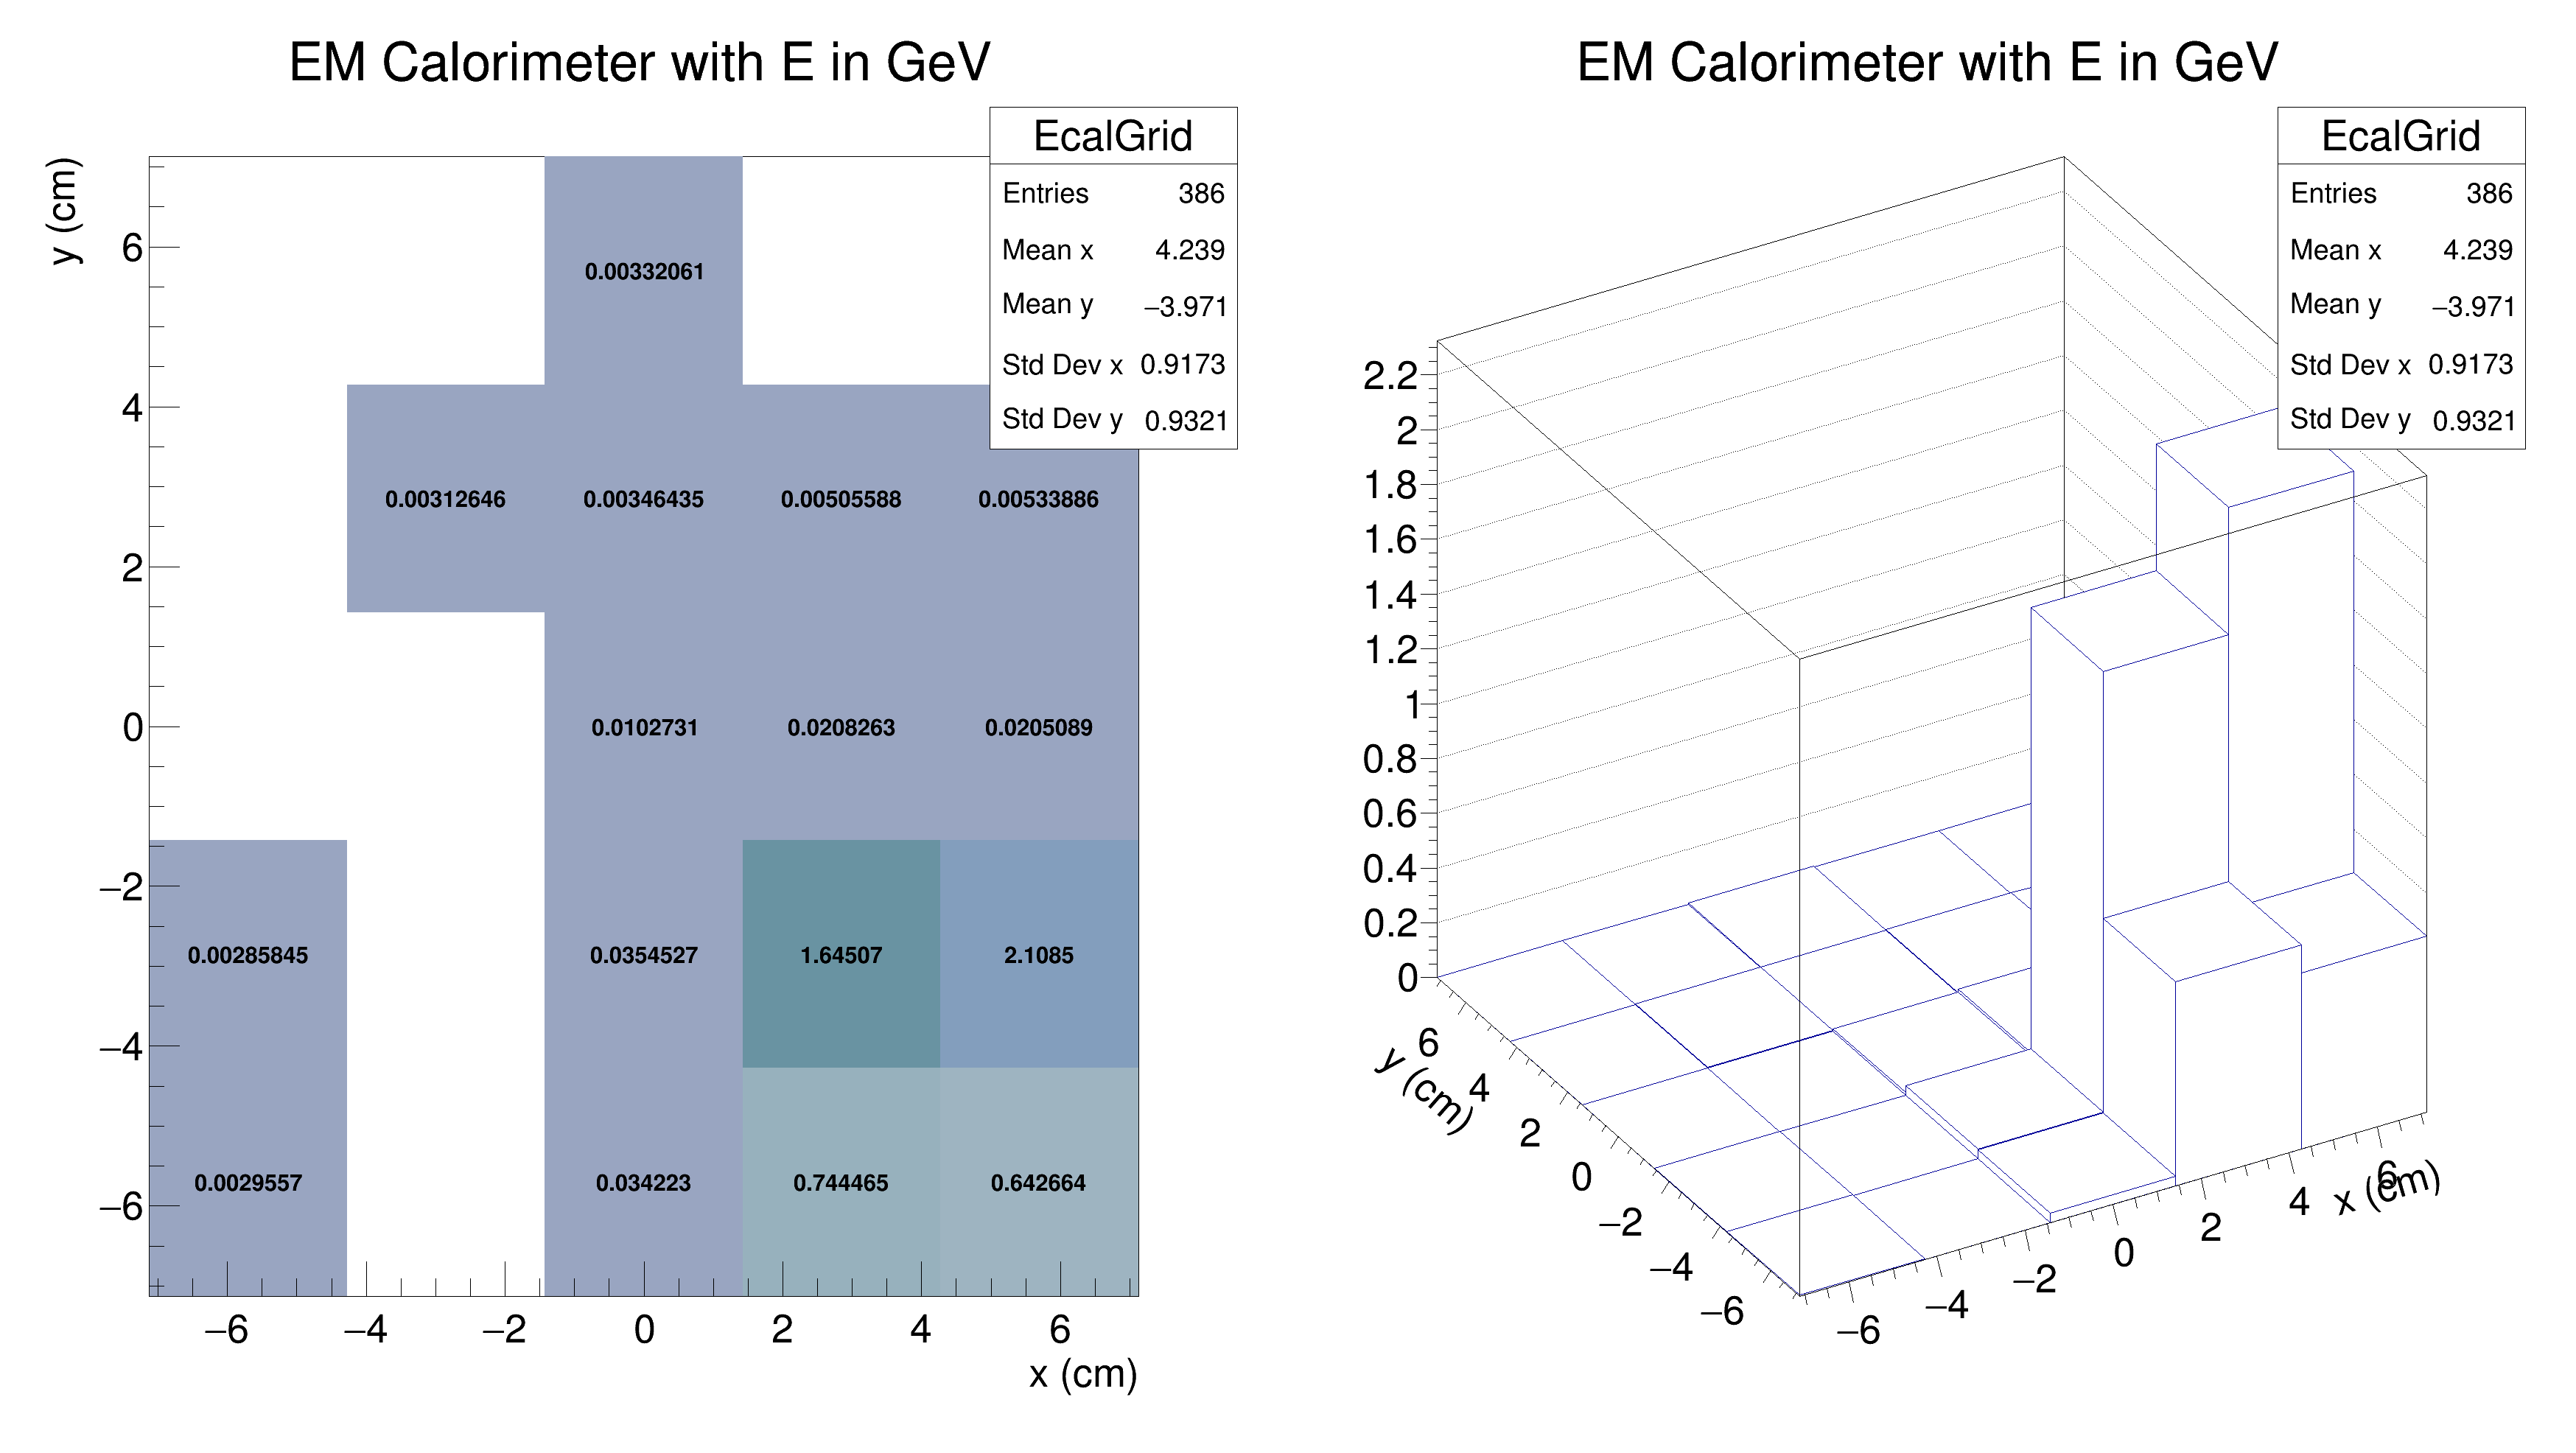 EM Calorimeter with E in GeV
EcalGrid
Entries 386
Mean x 4.239
Mean y −3.971
Std Dev x 0.9173
Std Dev y 0.9321
y (cm)
6
4
2
0
−2
−4
−6
0.00332061
0.00312646 0.00346435 0.00505588 0.00533886
0.0102731 0.0208263 0.0205089
0.00285845 0.0354527 1.64507 2.1085
0.0029557 0.034223 0.744465 0.642664
−6 −4 −2 0 2 4 6
x (cm)
EM Calorimeter with E in GeV
EcalGrid
Entries 386
Mean x 4.239
Mean y −3.971
Std Dev x 0.9173
Std Dev y 0.9321
2.2
2
1.8
1.6
1.4
1.2
1
0.8
0.6
0.4
0.2
0
y (cm)
6
4
2
0
−2
−4
−6
−6 −4 −2 0 2 4 6
x (cm)